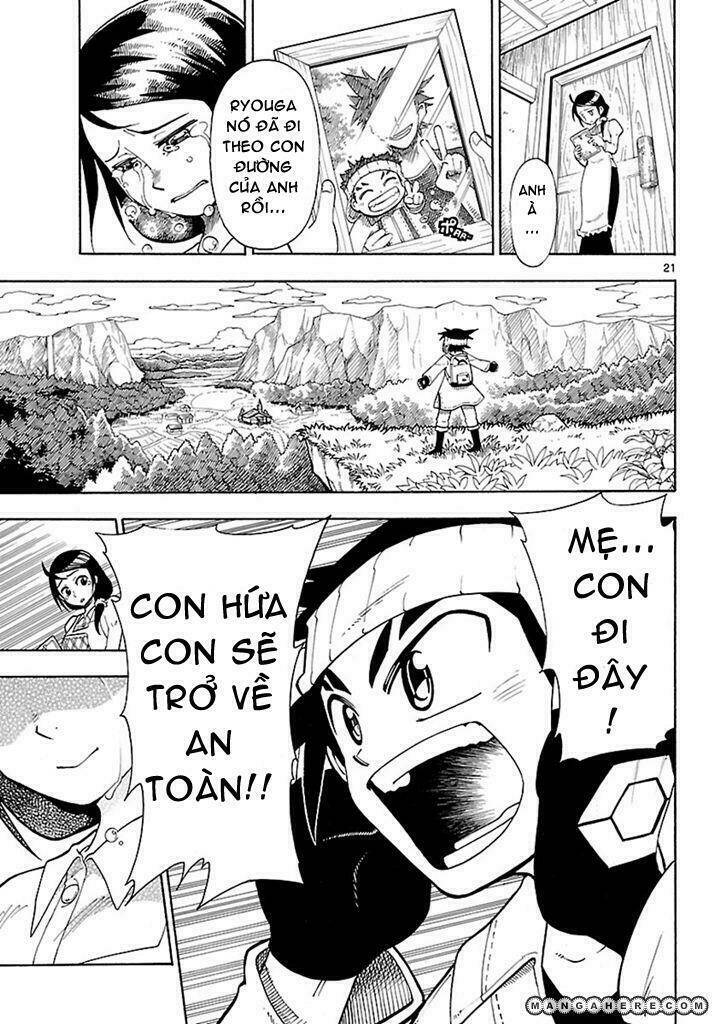 ANH
À
...
RYOUGA
NÓ ĐÃ ĐI
THEO CON
ĐƯỜNG
CỦA ANH
RỒI...
21
MẸ...
CON
ĐI
ĐÂY
!
CON HỨA
CON SẼ
TRỞ VỀ
AN
TOÀN!!
MANGAHERE.COM